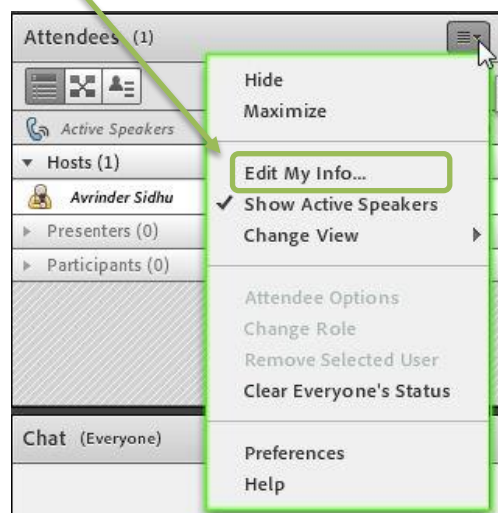 Attendees (1)
Active Speakers
Hosts (1)
Avrinder Sidhu
Presenters (0)
Participants (0)
Chat (Everyone)
Hide
Maximize
Edit My Info...
Show Active Speakers
Change View
Attendee Options
Change Role
Remove Selected User
Clear Everyone's Status
Preferences
Help